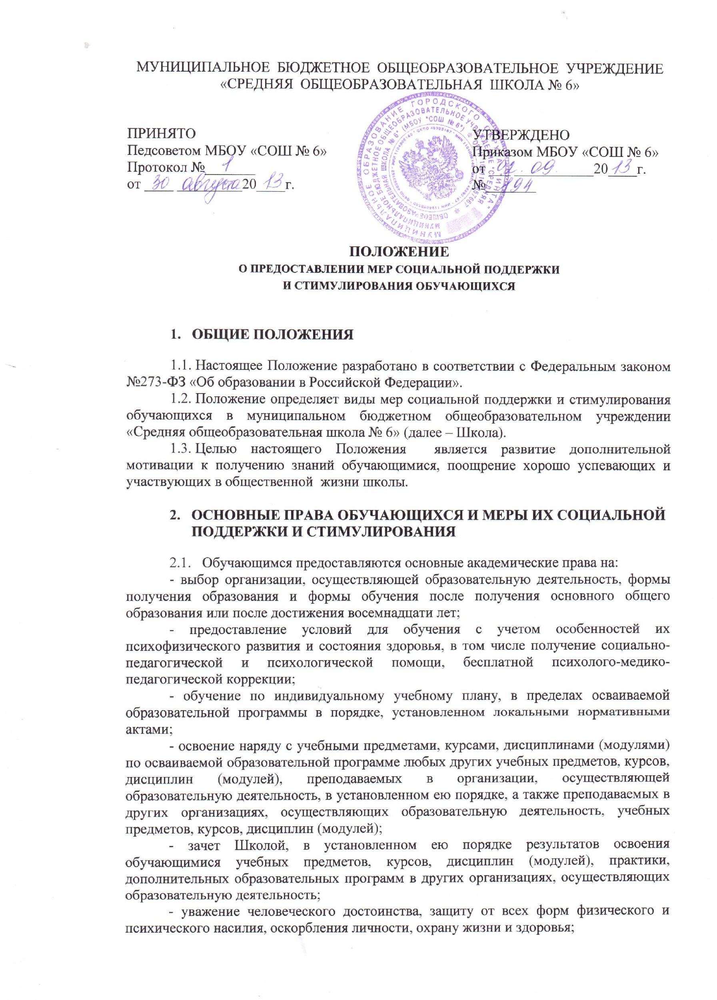 МУНИЦИПАЛЬНОЕ БЮДЖЕТНОЕ ОБЩЕОБРАЗОВАТЕЛЬНОЕ УЧРЕЖДЕНИЕ
«СРЕДНЯЯ ОБЩЕОБРАЗОВАТЕЛЬНАЯ ШКОЛА № 6»
ПРИНЯТО
Педсоветом МБОУ «СОШ № 6»
Протокол № 1
от 30 августа 2013 г.
УТВЕРЖДЕНО
Приказом МБОУ «СОШ № 6»
от 02.09. 2013 г.
№ 194
МУНИЦИПАЛЬНОЕ ОБРАЗОВАНИЕ ГОРОДСКОГО ОКРУГА "ИНТА"
МУНИЦИПАЛЬНОЕ БЮДЖЕТНОЕ ОБЩЕОБРАЗОВАТЕЛЬНОЕ УЧРЕЖДЕНИЕ "СРЕДНЯЯ
ОБЩЕОБРАЗОВАТЕЛЬНАЯ ШКОЛА № 6" (МБОУ "СОШ № 6")
ПОЛОЖЕНИЕ
О ПРЕДОСТАВЛЕНИИ МЕР СОЦИАЛЬНОЙ ПОДДЕРЖКИ
И СТИМУЛИРОВАНИЯ ОБУЧАЮЩИХСЯ
1. ОБЩИЕ ПОЛОЖЕНИЯ
1.1. Настоящее Положение разработано в соответствии с Федеральным законом
№273-ФЗ «Об образовании в Российской Федерации».
1.2. Положение определяет виды мер социальной поддержки и стимулирования
обучающихся в муниципальном бюджетном общеобразовательном учреждении
«Средняя общеобразовательная школа № 6» (далее – Школа).
1.3. Целью настоящего Положения является развитие дополнительной
мотивации к получению знаний обучающимися, поощрение хорошо успевающих и
участвующих в общественной жизни школы.
2. ОСНОВНЫЕ ПРАВА ОБУЧАЮЩИХСЯ И МЕРЫ ИХ СОЦИАЛЬНОЙ
ПОДДЕРЖКИ И СТИМУЛИРОВАНИЯ
2.1. Обучающимся предоставляются основные академические права на:
- выбор организации, осуществляющей образовательную деятельность, формы
получения образования и формы обучения после получения основного общего
образования или после достижения восемнадцати лет;
- предоставление условий для обучения с учетом особенностей их
психофизического развития и состояния здоровья, в том числе получение социально-
педагогической и психологической помощи, бесплатной психолого-медико-
педагогической коррекции;
- обучение по индивидуальному учебному плану, в пределах осваиваемой
образовательной программы в порядке, установленном локальными нормативными
актами;
- освоение наряду с учебными предметами, курсами, дисциплинами (модулями)
по осваиваемой образовательной программе любых других учебных предметов, курсов,
дисциплин (модулей), преподаваемых в организации, осуществляющей
образовательную деятельность, в установленном ею порядке, а также преподаваемых в
других организациях, осуществляющих образовательную деятельность, учебных
предметов, курсов, дисциплин (модулей);
- зачет Школой, в установленном ею порядке результатов освоения
обучающимися учебных предметов, курсов, дисциплин (модулей), практики,
дополнительных образовательных программ в других организациях, осуществляющих
образовательную деятельность;
- уважение человеческого достоинства, защиту от всех форм физического и
психического насилия, оскорбления личности, охрану жизни и здоровья;